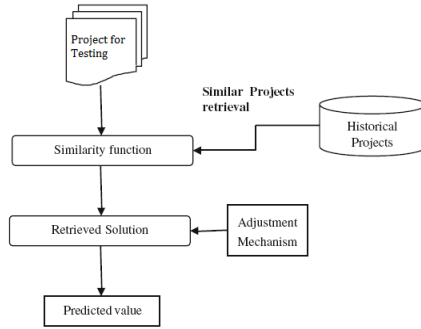 Project for
Testing
Similar Projects
retrieval
Historical
Projects
Similarity function
Retrieved Solution
Adjustment
Mechanism
Predicted value